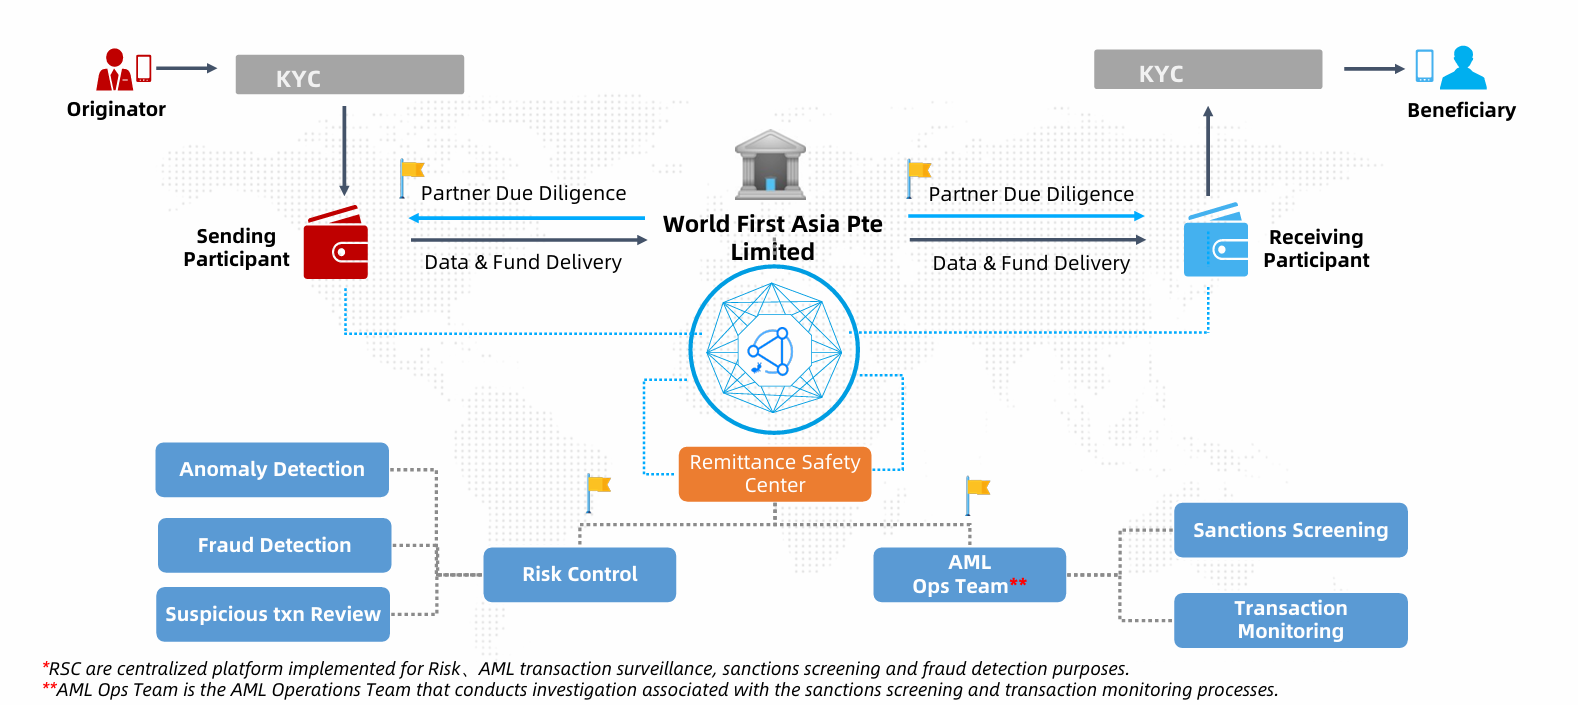 KYC
KYC
Originator
Beneficiary
Partner Due Diligence
Partner Due Diligence
World First Asia Pte
Limited
Sending
Participant
Receiving
Participant
Data & Fund Delivery
Data & Fund Delivery
Remittance Safety
Center
Anomaly Detection
Fraud Detection
Suspicious txn Review
Risk Control
AML
Ops Team**
Sanctions Screening
Transaction
Monitoring
*RSC are centralized platform implemented for Risk、AML transaction surveillance, sanctions screening and fraud detection purposes.
**AML Ops Team is the AML Operations Team that conducts investigation associated with the sanctions screening and transaction monitoring processes.